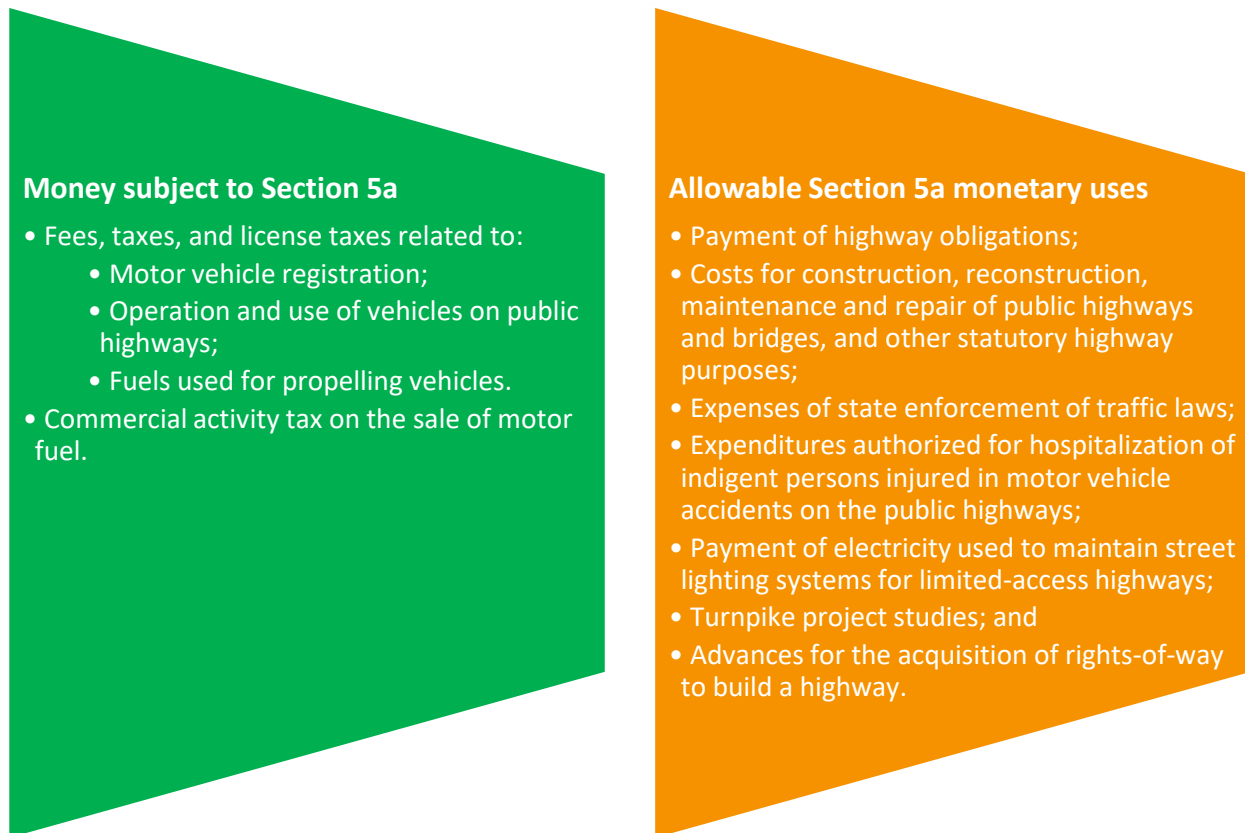 Money subject to Section 5a
• Fees, taxes, and license taxes related to:
• Motor vehicle registration;
• Operation and use of vehicles on public
highways;
• Fuels used for propelling vehicles.
• Commercial activity tax on the sale of motor
fuel.
Allowable Section 5a monetary uses
• Payment of highway obligations;
• Costs for construction, reconstruction,
maintenance and repair of public highways
and bridges, and other statutory highway
purposes;
• Expenses of state enforcement of traffic laws;
• Expenditures authorized for hospitalization of
indigent persons injured in motor vehicle
accidents on the public highways;
• Payment of electricity used to maintain street
lighting systems for limited-access highways;
• Turnpike project studies; and
• Advances for the acquisition of rights-of-way
to build a highway.